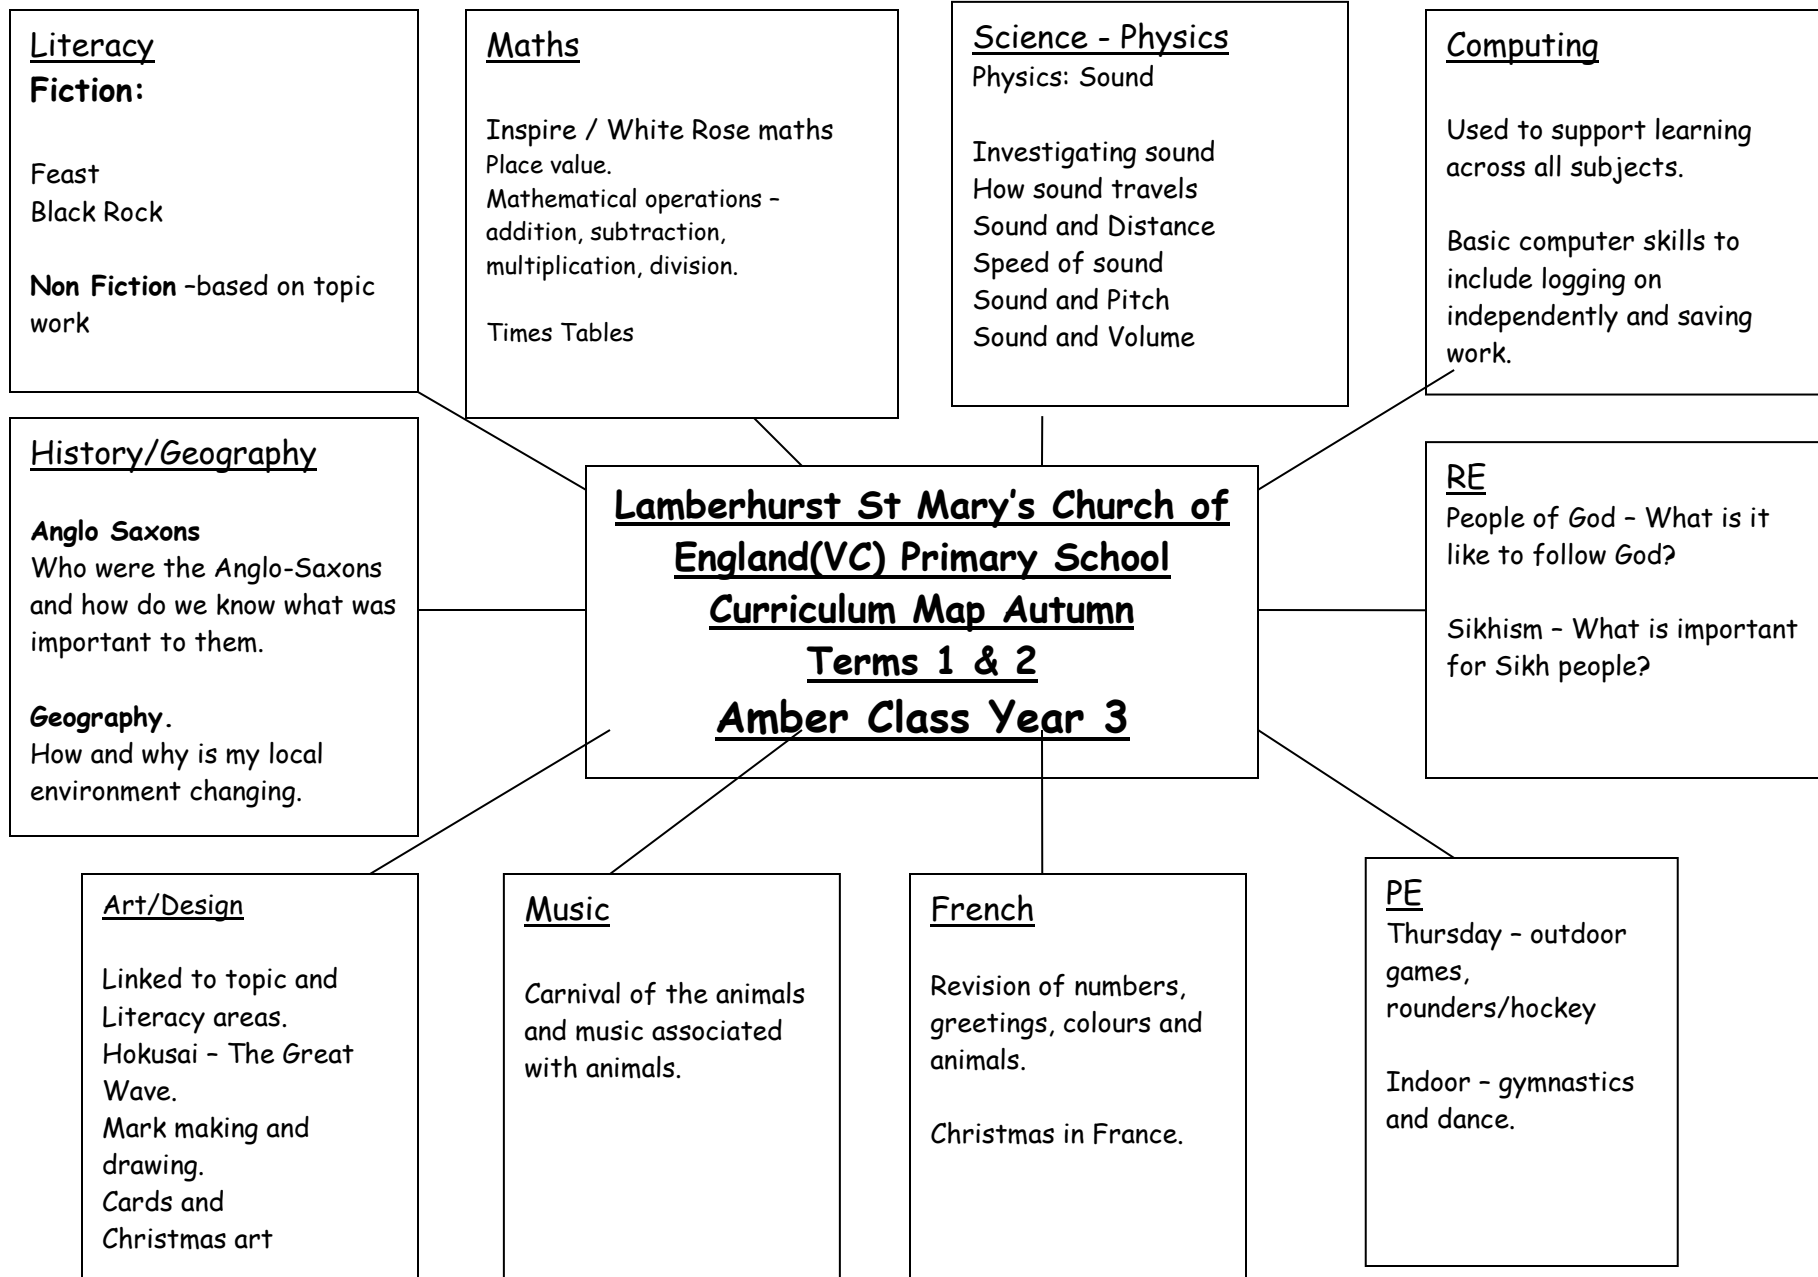 Literacy
Fiction:
Feast
Black Rock
Non Fiction –based on topic
work
Maths
Inspire / White Rose maths
Place value.
Mathematical operations –
addition, subtraction,
multiplication, division.
Times Tables
Science - Physics
Physics: Sound
Investigating sound
How sound travels
Sound and Distance
Speed of sound
Sound and Pitch
Sound and Volume
Computing
Used to support learning
across all subjects.
Basic computer skills to
include logging on
independently and saving
work.
History/Geography
Anglo Saxons
Who were the Anglo-Saxons
and how do we know what was
important to them.
Geography.
How and why is my local
environment changing.
Lamberhurst St Mary’s Church of
England(VC) Primary School
Curriculum Map Autumn
Terms 1 & 2
Amber Class Year 3
RE
People of God – What is it
like to follow God?
Sikhism – What is important
for Sikh people?
Art/Design
Linked to topic and
Literacy areas.
Hokusai – The Great
Wave.
Mark making and
drawing.
Cards and
Christmas art
Music
Carnival of the animals
and music associated
with animals.
French
Revision of numbers,
greetings, colours and
animals.
Christmas in France.
PE
Thursday – outdoor
games,
rounders/hockey
Indoor – gymnastics
and dance.